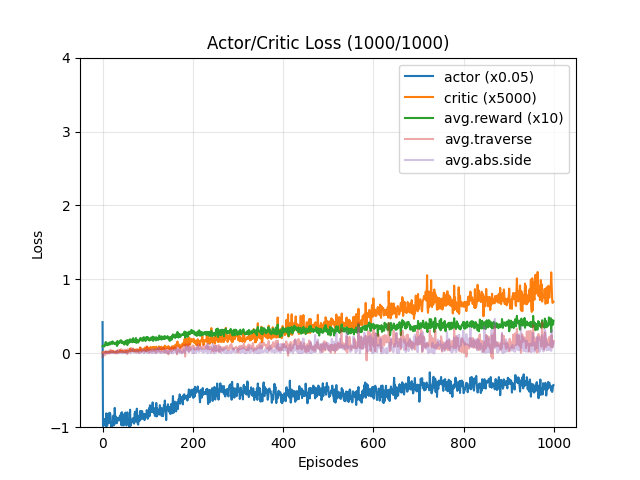 Actor/Critic Loss (1000/1000)
actor (x0.05)
critic (x5000)
avg.reward (x10)
avg.traverse
avg.abs.side
Loss
4
3
2
1
0
−1
0 200 400 600 800 1000
Episodes